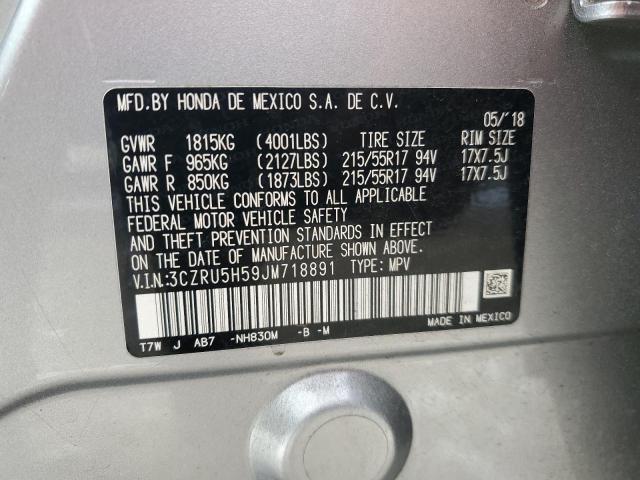 MFD.BY HONDA DE MEXICO S.A. DE C.V.
05/'18
GVWR 1815KG (4001LBS) TIRE SIZE RIM SIZE
GAWR F 965KG (2127LBS) 215/55R17 94V 17X7.5J
GAWR R 850KG (1873LBS) 215/55R17 94V 17X7.5J
THIS VEHICLE CONFORMS TO ALL APPLICABLE
FEDERAL MOTOR VEHICLE SAFETY
AND THEFT PREVENTION STANDARDS IN EFFECT
ON THE DATE OF MANUFACTURE SHOWN ABOVE.
V.I.N.:3CZRU5H59JM718891 TYPE: MPV
T7W J AB7 -NH830M -B -M
MADE IN MEXICO